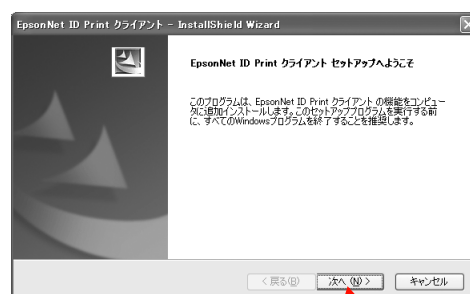 EpsonNet ID Print クライアント - InstallShield Wizard
EpsonNet ID Print クライアント セットアップへようこそ
このプログラムは、EpsonNet ID Print クライアント の機能をコンピュー
タに追加インストールします。このセットアッププログラムを実行する前
に、すべてのWindowsプログラムを終了することを推奨します。
< 戻る(B)
次へ (N) >
キャンセル